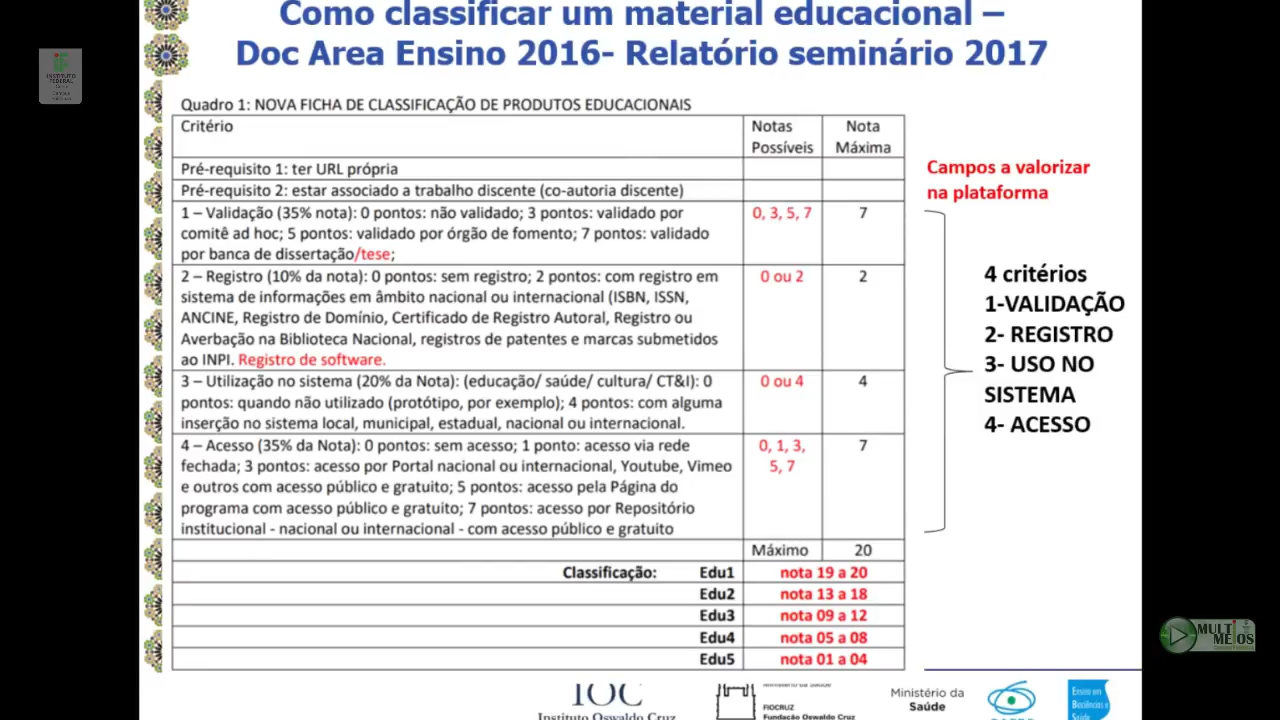 Como classificar um material educacional –
Doc Area Ensino 2016- Relatório seminário 2017
INSTITUTO
FEDERAL
Quadro 1: NOVA FICHA DE CLASSIFICAÇÃO DE PRODUTOS EDUCACIONAIS
Critério
Notas
Possíveis
Nota
Máxima
Pré-requisito 1: ter URL própria
Pré-requisito 2: estar associado a trabalho discente (co-autoria discente)
1 – Validação (35% nota): 0 pontos: não validado; 3 pontos: validado por
comitê ad hoc; 5 pontos: validado por órgão de fomento; 7 pontos: validado
por banca de dissertação/tese;
0, 3, 5, 7
7
2 – Registro (10% da nota): 0 pontos: sem registro; 2 pontos: com registro em
sistema de informações em âmbito nacional ou internacional (ISBN, ISSN,
ANCINE, Registro de Domínio, Certificado de Registro Autoral, Registro ou
Averbação na Biblioteca Nacional, registros de patentes e marcas submetidos
ao INPI. Registro de software.
0 ou 2
2
3 – Utilização no sistema (20% da Nota): (educação/ saúde/ cultura/ CT&I): 0
pontos: quando não utilizado (protótipo, por exemplo); 4 pontos: com alguma
inserção no sistema local, municipal, estadual, nacional ou internacional.
0 ou 4
4
4 – Acesso (35% da Nota): 0 pontos: sem acesso; 1 ponto: acesso via rede
fechada; 3 pontos: acesso por Portal nacional ou internacional, Youtube, Vimeo
e outros com acesso público e gratuito; 5 pontos: acesso pela Página do
programa com acesso público e gratuito; 7 pontos: acesso por Repositório
institucional - nacional ou internacional - com acesso público e gratuito
0, 1, 3,
5, 7
7
Máximo 20
Classificação: Edu1 nota 19 a 20
Edu2 nota 13 a 18
Edu3 nota 09 a 12
Edu4 nota 05 a 08
Edu5 nota 01 a 04
Campos a valorizar
na plataforma
4 critérios
1-VALIDAÇÃO
2- REGISTRO
3- USO NO
SISTEMA
4- ACESSO
MULTIMEIOS
IOC
Instituto Oswaldo Cruz
Ministério da Saúde
FIOCRUZ
Fundação Oswaldo Cruz
Ministério da
Saúde
Ensino em
Biociências e
Saúde